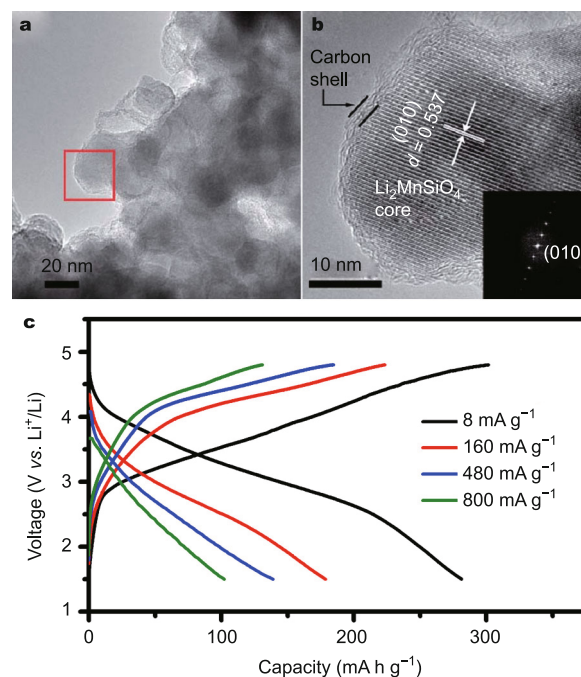 a
20 nm
b
Carbon
shell
(010)
d = 0.537
Li₂MnSiO₄
core
10 nm
(010
c
Voltage (V vs. Li⁺/Li)
5
4
3
2
1
8 mA g⁻¹
160 mA g⁻¹
480 mA g⁻¹
800 mA g⁻¹
0
100
200
300
Capacity (mA h g⁻¹)